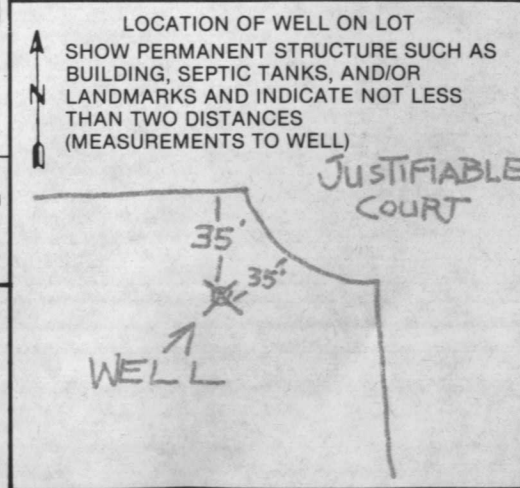 LOCATION OF WELL ON LOT
SHOW PERMANENT STRUCTURE SUCH AS
BUILDING, SEPTIC TANKS, AND/OR
N LANDMARKS AND INDICATE NOT LESS
THAN TWO DISTANCES
(MEASUREMENTS TO WELL)
JUSTIFIABLE
COURT
35'
35'
WELL